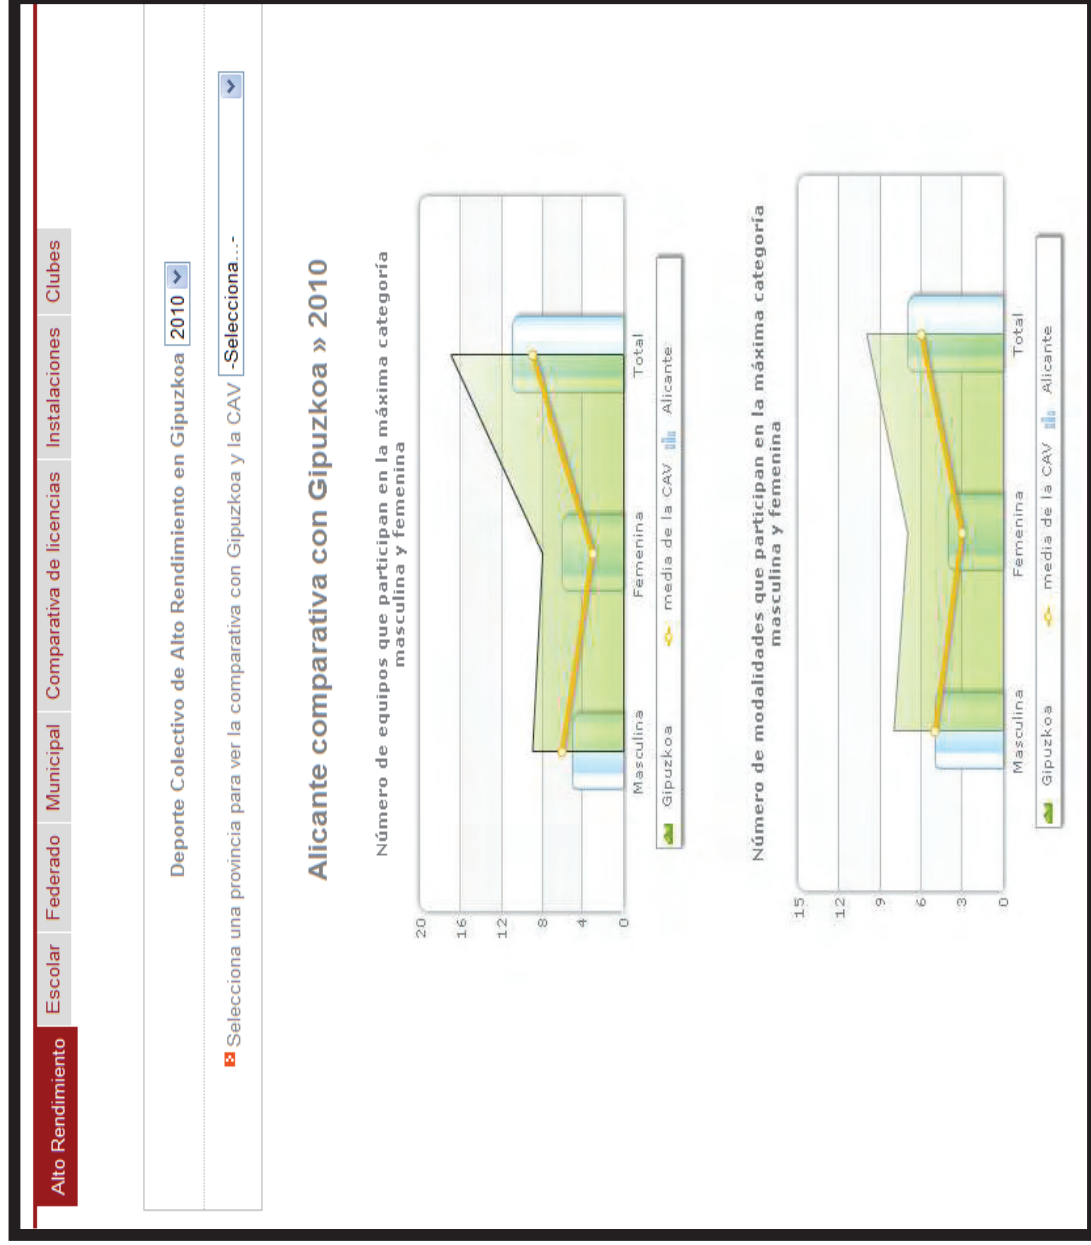 Alto Rendimiento Escolar Federado Municipal Comparativa de licencias Instalaciones Clubes
Deporte Colectivo de Alto Rendimiento en Gipuzkoa 2010
Selecciona una provincia para ver la comparativa con Gipuzkoa y la CAV -Selecciona...-
Alicante comparativa con Gipuzkoa » 2010
Número de equipos que participan en la máxima categoría
masculina y femenina
20
16
12
8
4
0
Masculina Femenina Total
Gipuzkoa media de la CAV Alicante
Número de modalidades que participan en la máxima categoría
masculina y femenina
15
12
9
6
3
0
Masculina Femenina Total
Gipuzkoa media de la CAV Alicante